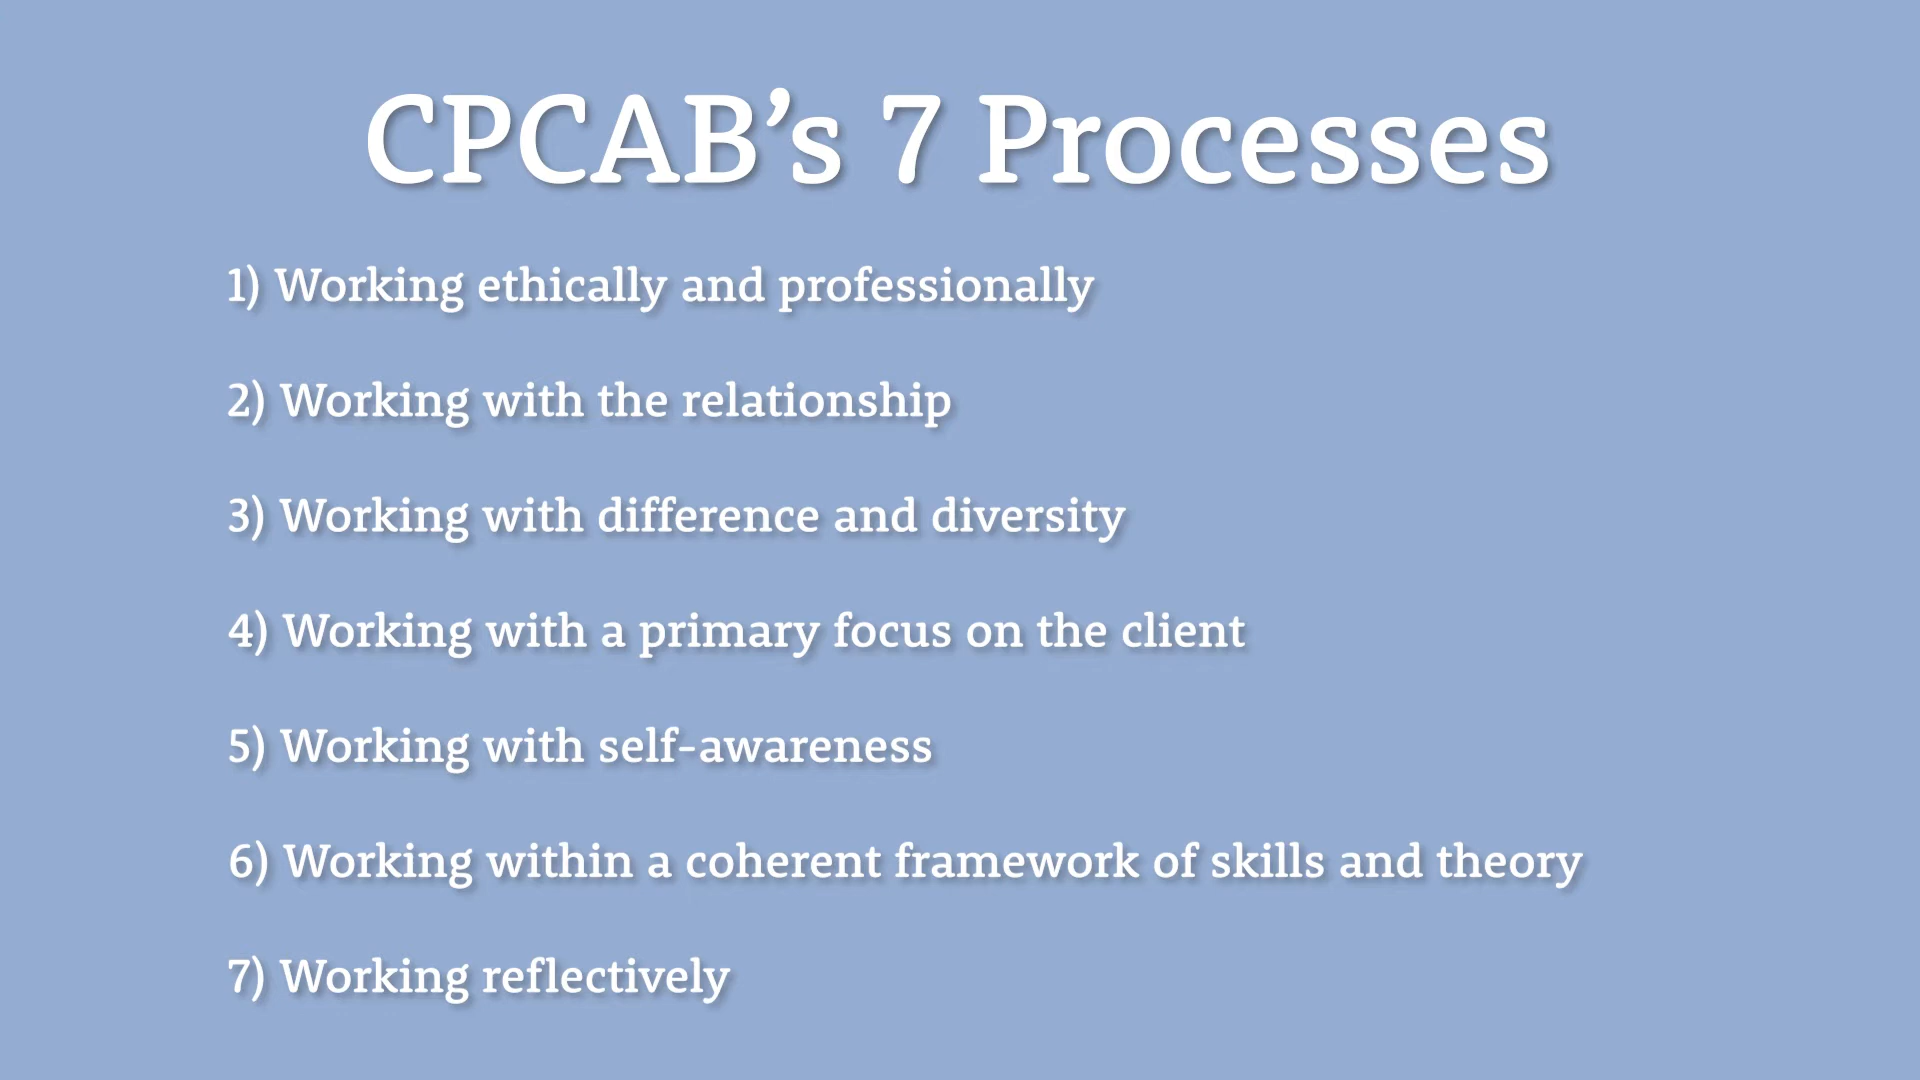 CPCAB’s 7 Processes
1) Working ethically and professionally
2) Working with the relationship
3) Working with difference and diversity
4) Working with a primary focus on the client
5) Working with self-awareness
6) Working within a coherent framework of skills and theory
7) Working reflectively